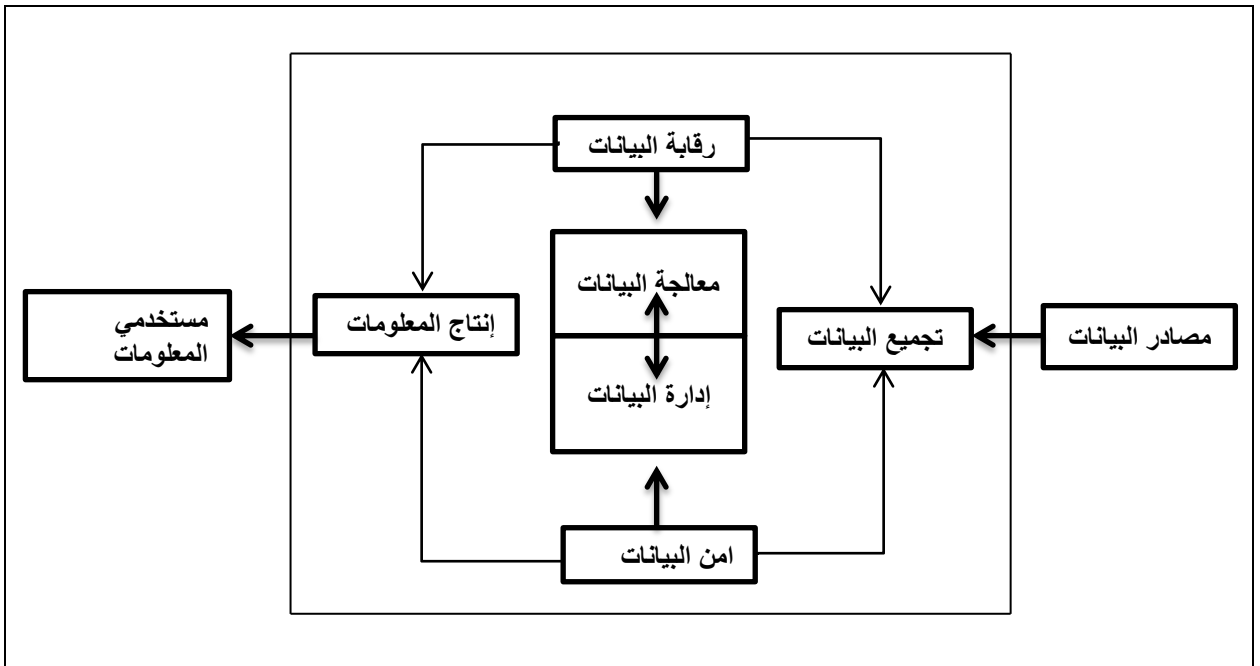 رقابة البيانات
معالجة البيانات
مصادر البيانات
تجميع البيانات
إنتاج المعلومات
مستخدمي
المعلومات
إدارة البيانات
امن البيانات